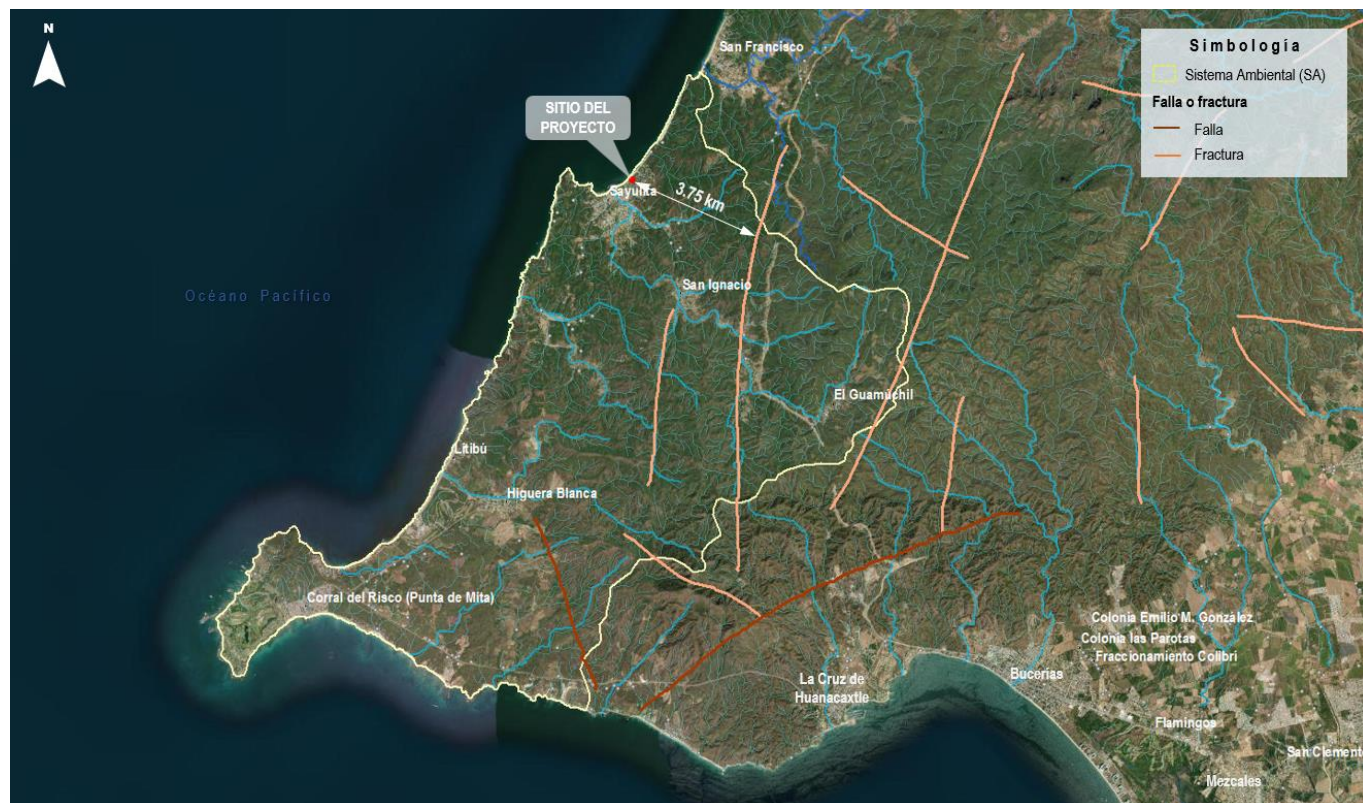 N
San Francisco
Simbología
Sistema Ambiental (SA)
Falla o fractura
Falla
Fractura
SITIO DEL
PROYECTO
Sayulita
3.75 km
San Ignacio
Océano Pacífico
El Guamúchil
Litibú
Higuera Blanca
Corral del Risco (Punta de Mita)
Colonia Emilio M. González
Colonia las Parotas
Fraccionamiento Colibri
Bucerías
La Cruz de
Huanacaxtle
Flamingos
San Clemente
Mezcales